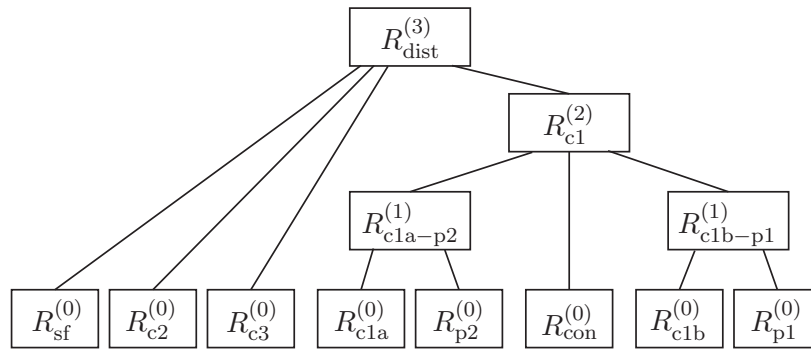 R_dist^(3)
R_c1^(2)
R_c1a−p2^(1) R_c1b−p1^(1)
R_sf^(0) R_c2^(0) R_c3^(0) R_c1a^(0) R_p2^(0) R_con^(0) R_c1b^(0) R_p1^(0)